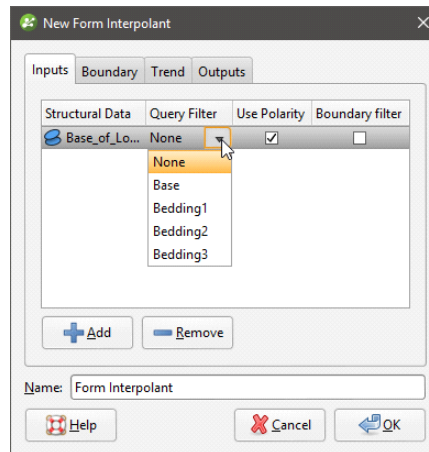 New Form Interpolant
Inputs Boundary Trend Outputs
Structural Data Query Filter Use Polarity Boundary filter
Base_of_Lo... None
None
Base
Bedding1
Bedding2
Bedding3
Add Remove
Name: Form Interpolant
Help Cancel OK